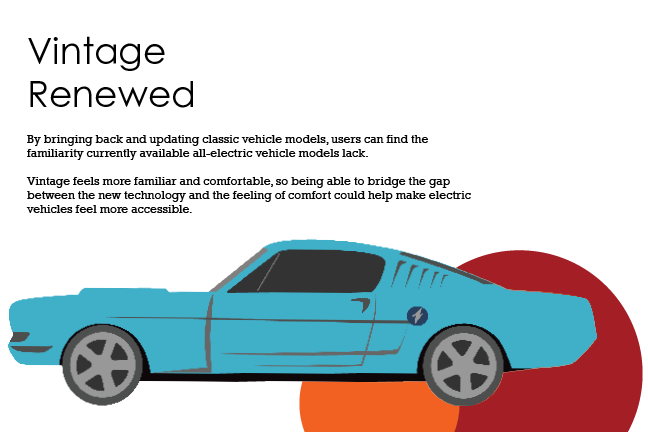 Vintage
Renewed
By bringing back and updating classic vehicle models, users can find the
familiarity currently available all-electric vehicle models lack.
Vintage feels more familiar and comfortable, so being able to bridge the gap
between the new technology and the feeling of comfort could help make electric
vehicles feel more accessible.